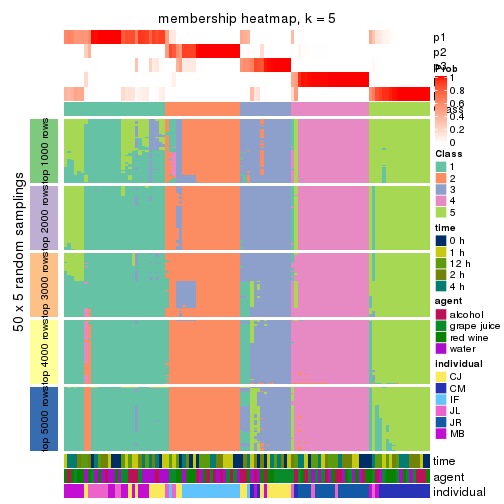 membership heatmap, k = 5
p1
p2
p3
Prob
1
0.8
0.6
0.4
0.2
0
Class
1
2
3
4
5
time
0 h
1 h
12 h
2 h
4 h
agent
alcohol
grape juice
red wine
water
individual
CJ
CM
IF
JL
JR
MB
50 x 5 random samplings
top 1000 rows
top 2000 rows
top 3000 rows
top 4000 rows
top 5000 rows
time
agent
individual